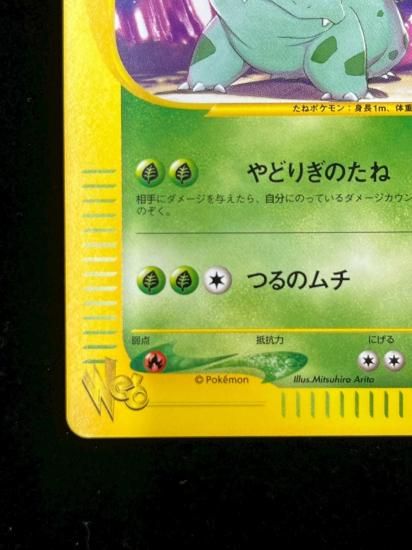 たねポケモン：身長1m、体重
やどりぎのたね
相手にダメージを与えたら、自分にのっているダメージカウン
のぞく。
つるのムチ
弱点 抵抗力 にげる
Web
© Pokémon Illus.Mitsuhiro Arita